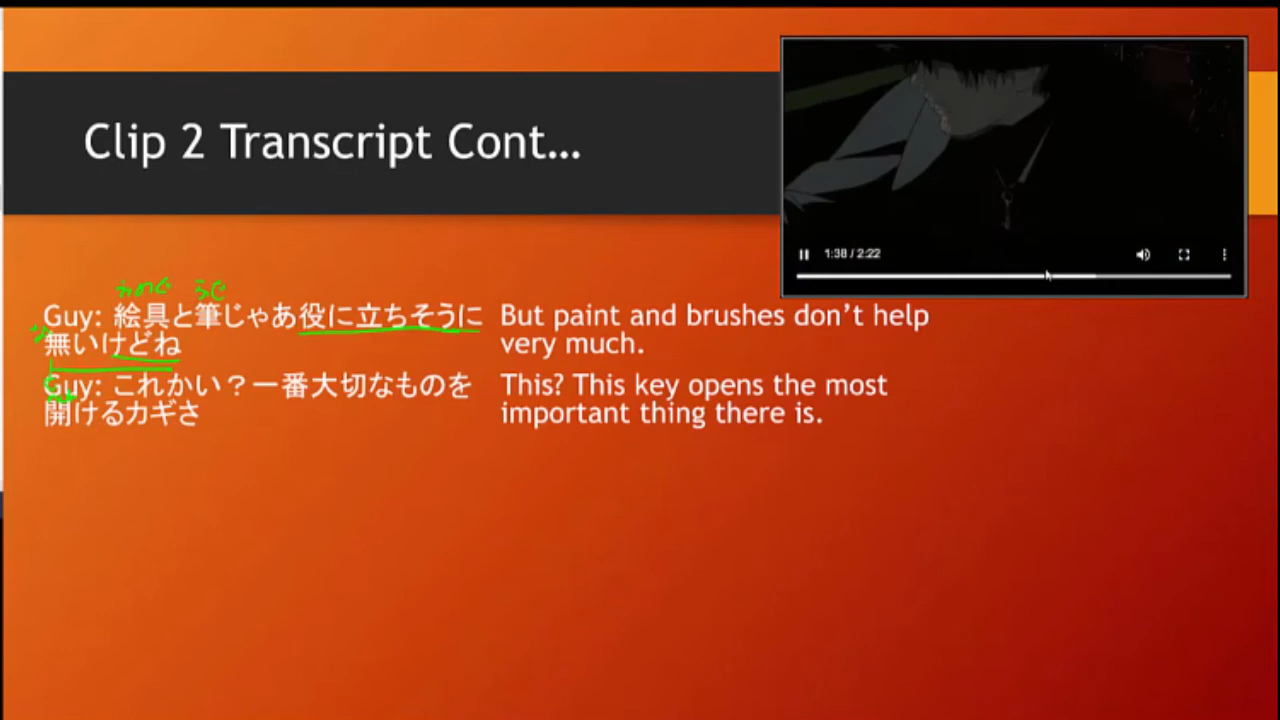 Clip 2 Transcript Cont...
1:38 / 2:22
ふで
Guy: 絵具と筆じゃあ役に立ちそうに
無いけどね
But paint and brushes don't help
very much.
Guy: これかい？一番大切なものを
開けるカギさ
This? This key opens the most
important thing there is.